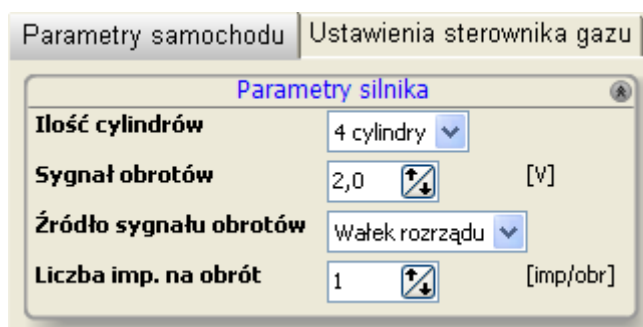 Parametry samochodu Ustawienia sterownika gazu
Parametry silnika
Ilość cylindrów 4 cylindry
Sygnał obrotów 2,0 [V]
Źródło sygnału obrotów Wałek rozrządu
Liczba imp. na obrót 1 [imp/obr]